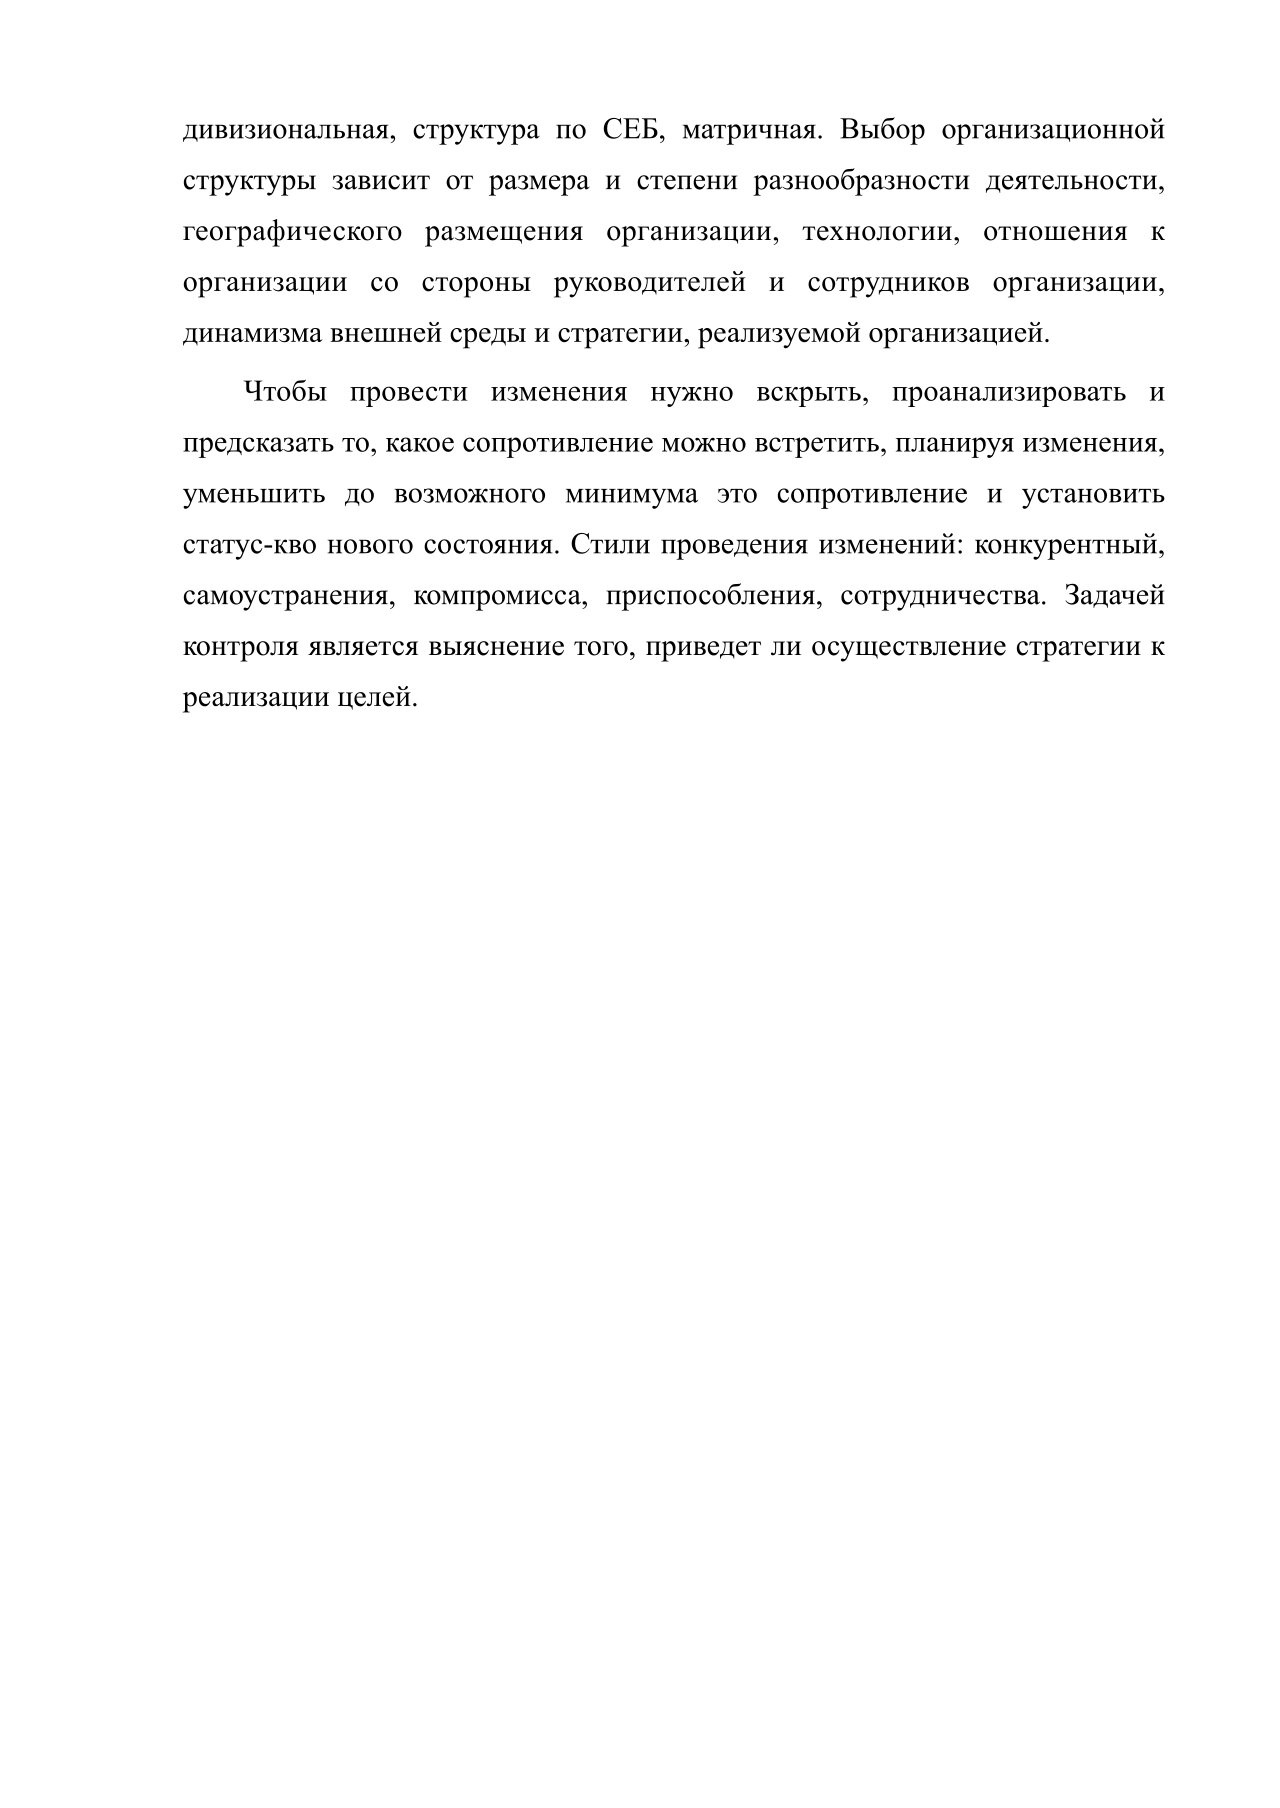 дивизиональная, структура по СЕБ, матричная. Выбор организационной
структуры зависит от размера и степени разнообразности деятельности,
географического размещения организации, технологии, отношения к
организации со стороны руководителей и сотрудников организации,
динамизма внешней среды и стратегии, реализуемой организацией.
Чтобы провести изменения нужно вскрыть, проанализировать и
предсказать то, какое сопротивление можно встретить, планируя изменения,
уменьшить до возможного минимума это сопротивление и установить
статус-кво нового состояния. Стили проведения изменений: конкурентный,
самоустранения, компромисса, приспособления, сотрудничества. Задачей
контроля является выяснение того, приведет ли осуществление стратегии к
реализации целей.